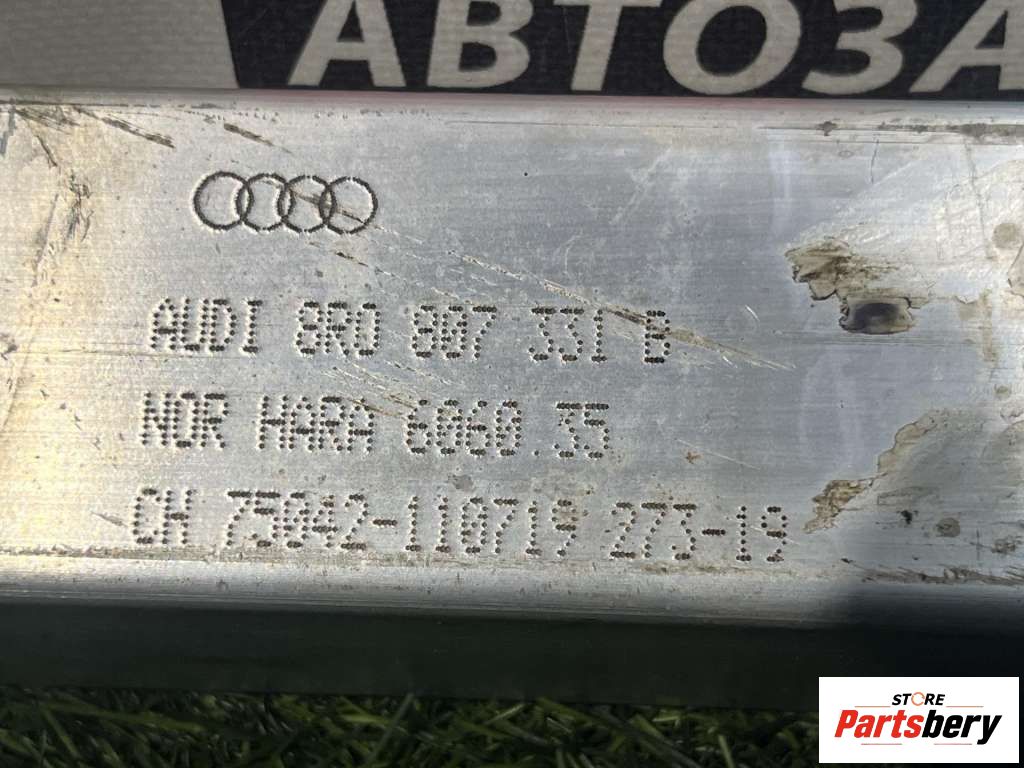 АВТОЗА
AUDI 8R0 807 331 B
NOR HARA 6060.35
CH 75042-110719 273-19
STORE
Partsbery